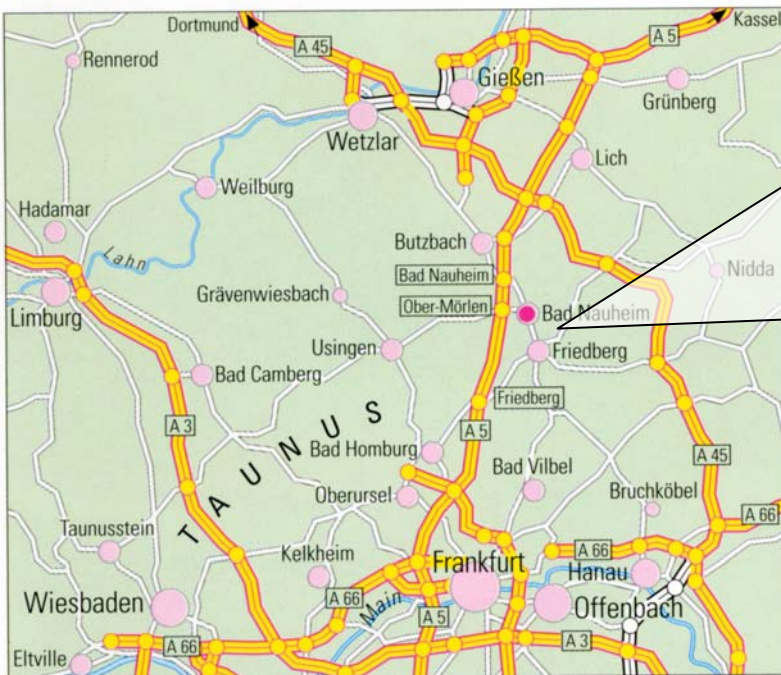 Dortmund
A 45
A 5
Kassel
Rennerod
Gießen
Grünberg
Wetzlar
Lich
Weilburg
Hadamar
Butzbach
Lahn
Bad Nauheim
Nidda
Grävenwiesbach
Ober-Mörlen
Bad Nauheim
Limburg
Usingen
Friedberg
Bad Camberg
Friedberg
A 3
TAUNUS
A 5
Bad Homburg
A 45
Bad Vilbel
Oberursel
Bruchköbel
A 66
Taunusstein
Kelkheim
Frankfurt
A 66
Hanau
Wiesbaden
A 66
Main
Offenbach
A 5
A 3
A 66
Eltville